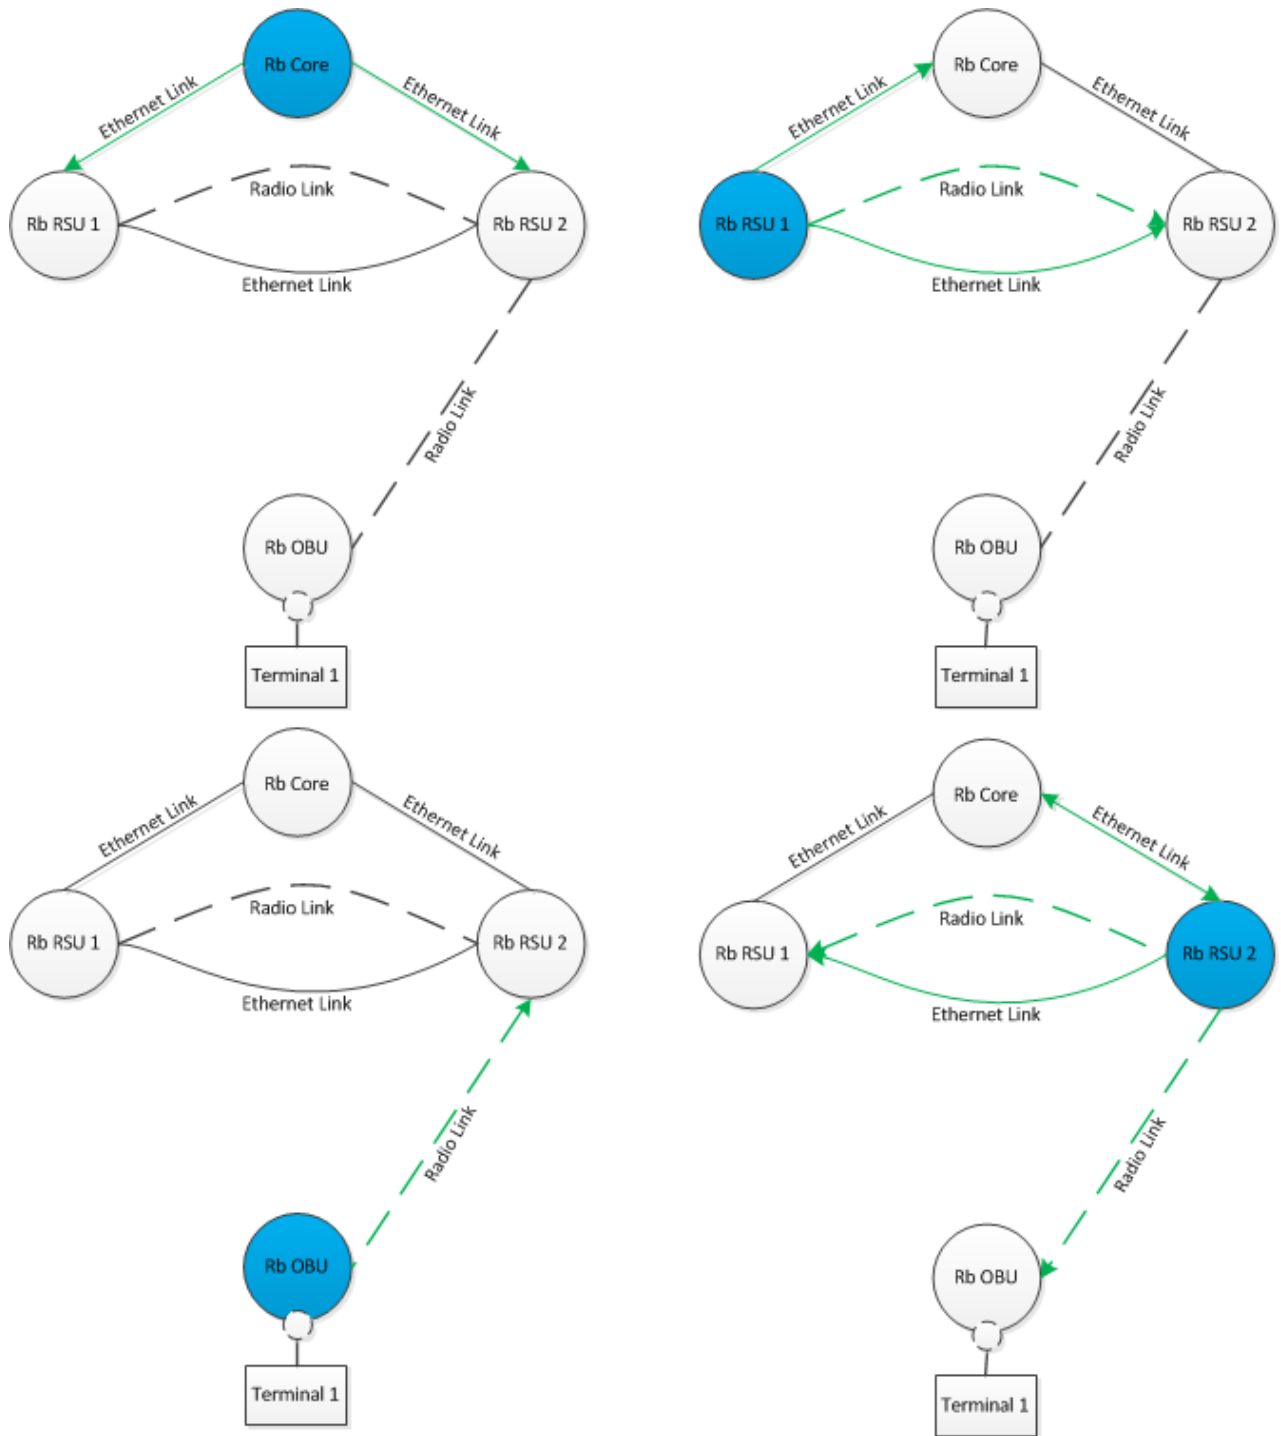 Rb Core
Ethernet Link
Ethernet Link
Radio Link
Rb RSU 1
Rb RSU 2
Ethernet Link
Radio Link
Rb OBU
Terminal 1
Rb Core
Ethernet Link
Ethernet Link
Radio Link
Rb RSU 1
Rb RSU 2
Ethernet Link
Radio Link
Rb OBU
Terminal 1
Rb Core
Ethernet Link
Ethernet Link
Radio Link
Rb RSU 1
Rb RSU 2
Ethernet Link
Radio Link
Rb OBU
Terminal 1
Rb Core
Ethernet Link
Ethernet Link
Radio Link
Rb RSU 1
Rb RSU 2
Ethernet Link
Radio Link
Rb OBU
Terminal 1